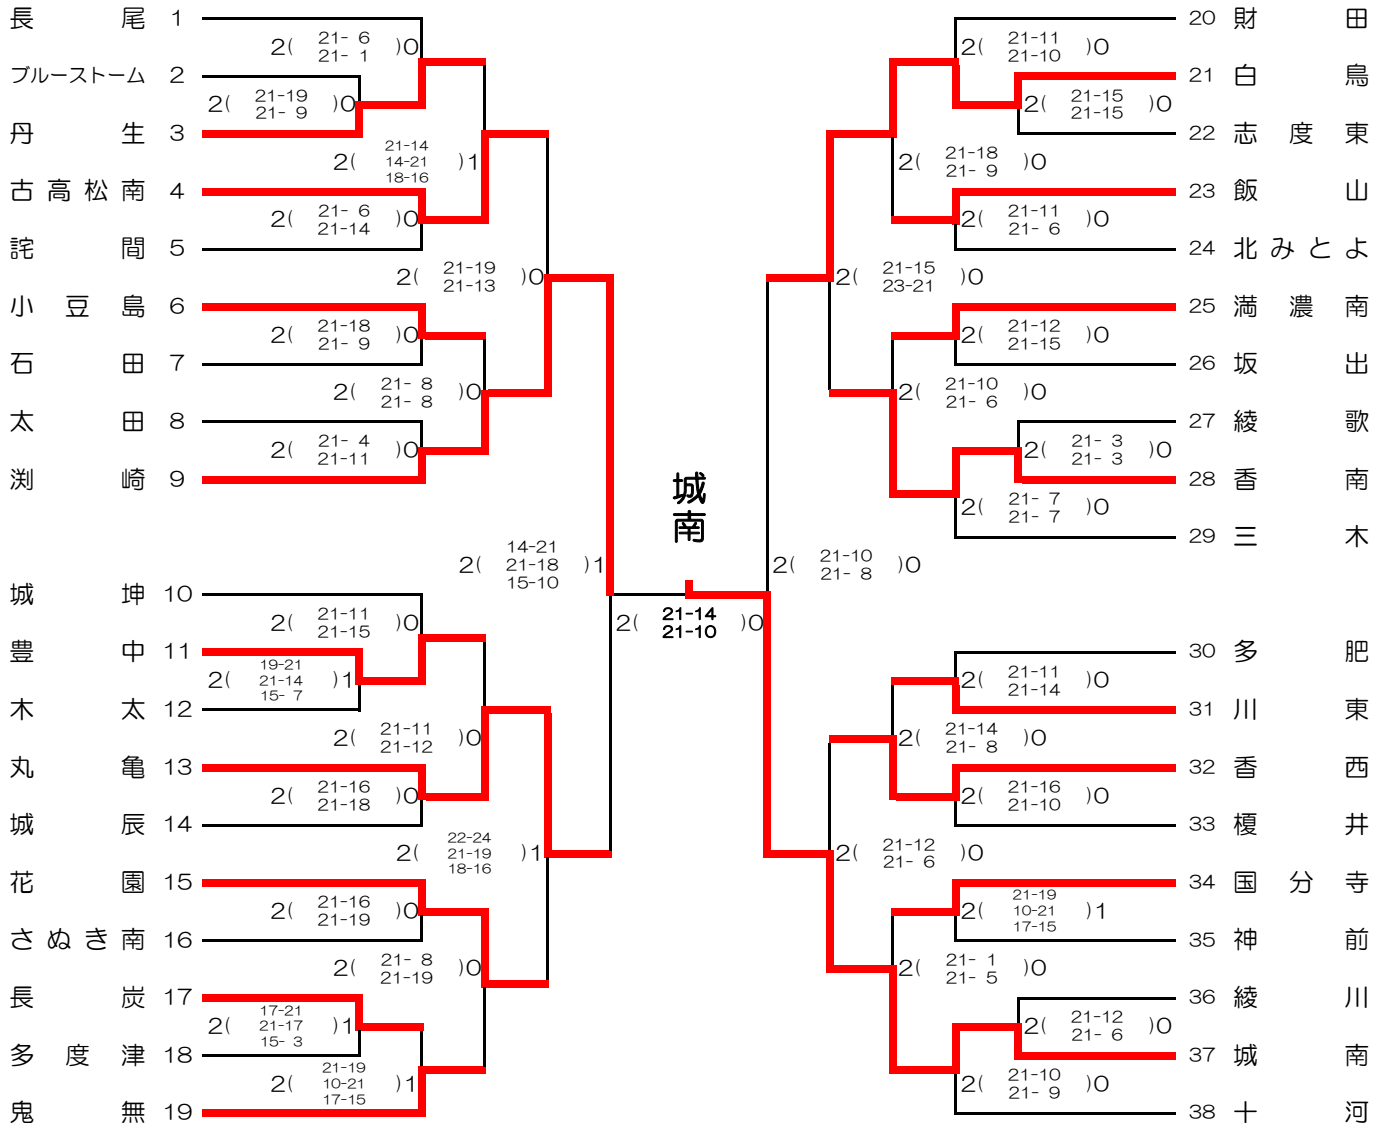 長尾 1
2( 21- 6 )0
21- 1
ブルーストーム 2
2( 21-19 )0
21- 9
丹生 3
2( 21-14 )1
14-21
18-16
古高松南 4
2( 21- 6 )0
21-14
詫間 5
2( 21-19 )0
21-13
小豆島 6
2( 21-18 )0
21- 9
石田 7
2( 21- 8 )0
21- 8
太田 8
2( 21- 4 )0
21-11
渕崎 9
2( 14-21 )1
21-18
15-10
城坤 10
2( 21-11 )0
21-15
豊中 11
2( 19-21 )1
21-14
15- 7
木太 12
2( 21-11 )0
21-12
丸亀 13
2( 21-16 )0
21-18
城辰 14
2( 22-24 )1
21-19
18-16
花園 15
2( 21-16 )0
21-19
さぬき南 16
2( 21- 8 )0
21-19
長炭 17
2( 17-21 )1
21-17
15- 3
多度津 18
2( 21-19 )1
10-21
17-15
鬼無 19
城南
2( 21-14 )0
21-10
20 財田
2( 21-11 )0
21-10
21 白鳥
2( 21-15 )0
21-15
22 志度東
2( 21-18 )0
21- 9
23 飯山
2( 21-11 )0
21- 6
24 北みとよ
2( 21-15 )0
23-21
25 満濃南
2( 21-12 )0
21-15
26 坂出
2( 21-10 )0
21- 6
27 綾歌
2( 21- 3 )0
21- 3
28 香南
2( 21- 7 )0
21- 7
29 三木
2( 21-10 )0
21- 8
30 多肥
2( 21-11 )0
21-14
31 川東
2( 21-14 )0
21- 8
32 香西
2( 21-16 )0
21-10
33 榎井
2( 21-12 )0
21- 6
34 国分寺
2( 21-19 )1
10-21
17-15
35 神前
2( 21- 1 )0
21- 5
36 綾川
2( 21-12 )0
21- 6
37 城南
2( 21-10 )0
21- 9
38 十河